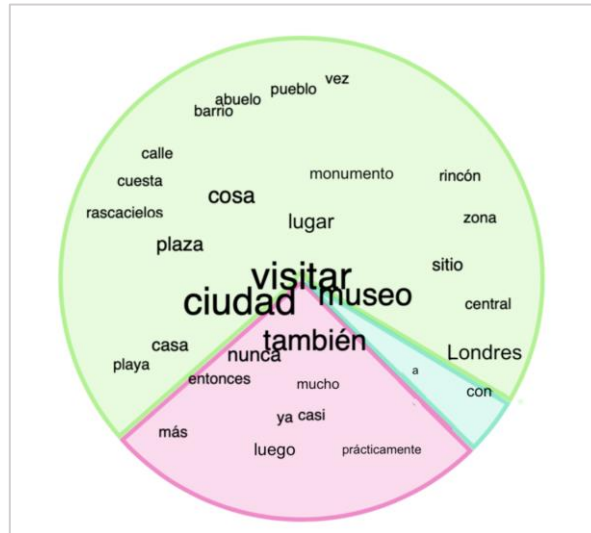 vez
pueblo
abuelo
barrio
calle
monumento
rincón
cuesta
cosa
rascacielos
lugar
zona
plaza
sitio
visitar
museo
ciudad
central
también
casa
nunca
Londres
playa
entonces
a
mucho
con
ya casi
más
luego
prácticamente